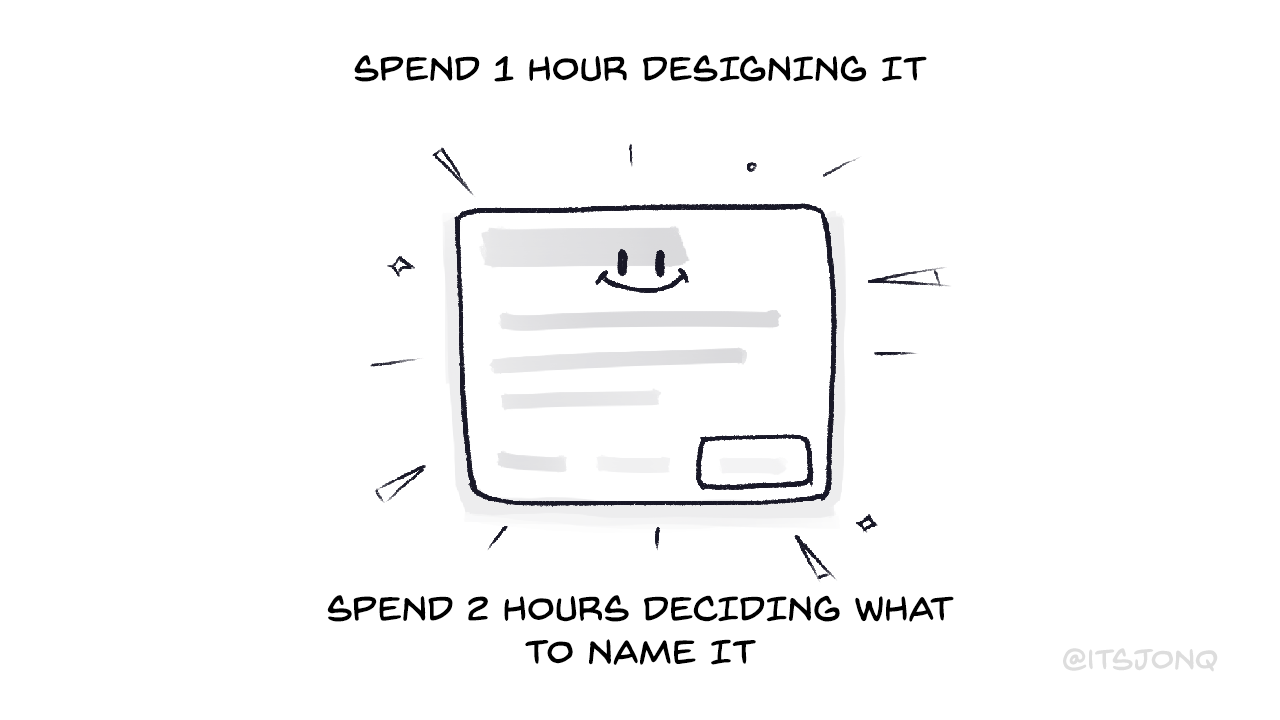 SPEND 1 HOUR DESIGNING IT
SPEND 2 HOURS DECIDING WHAT
TO NAME IT
@ITSJONQ